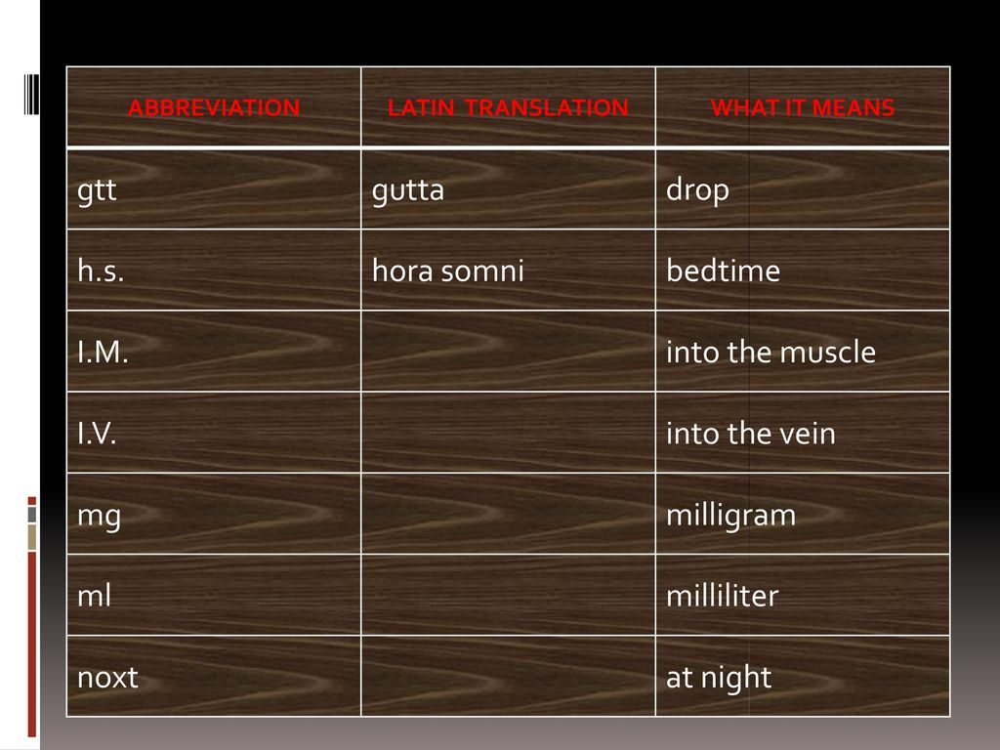 ABBREVIATION LATIN TRANSLATION WHAT IT MEANS
gtt gutta drop
h.s. hora somni bedtime
I.M. into the muscle
I.V. into the vein
mg milligram
ml milliliter
noxt at night